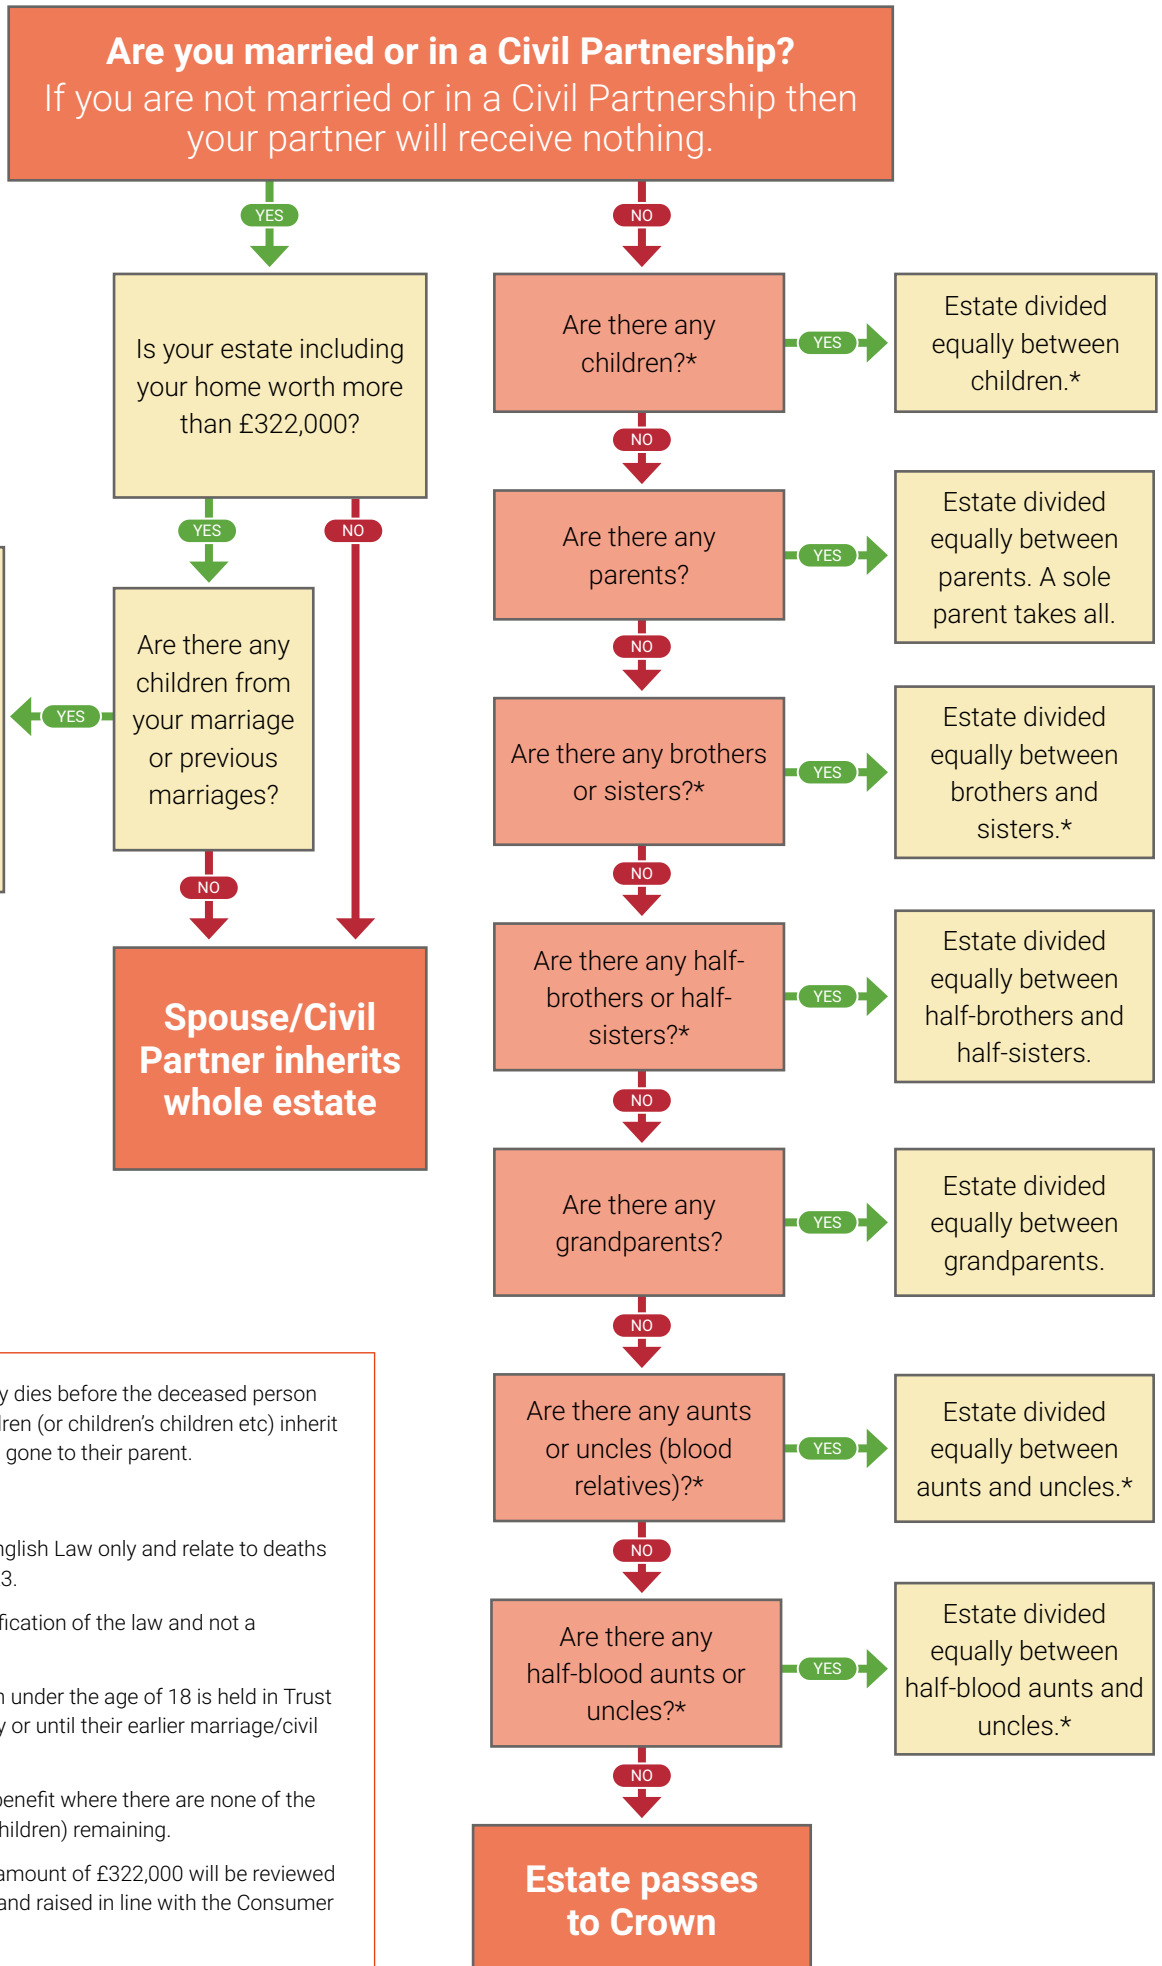 Are you married or in a Civil Partnership?
If you are not married or in a Civil Partnership then
your partner will receive nothing.
YES
NO
Is your estate including
your home worth more
than £322,000?
YES
NO
Are there any
children from
your marriage
or previous
marriages?
YES
NO
Spouse/Civil
Partner inherits
whole estate
Are there any
children?*
YES
Estate divided
equally between
children.*
NO
Are there any
parents?
YES
Estate divided
equally between
parents. A sole
parent takes all.
NO
Are there any brothers
or sisters?*
YES
Estate divided
equally between
brothers and
sisters.*
NO
Are there any half-
brothers or half-
sisters?*
YES
Estate divided
equally between
half-brothers and
half-sisters.
NO
Are there any
grandparents?
YES
Estate divided
equally between
grandparents.
NO
Are there any aunts
or uncles (blood
relatives)?*
YES
Estate divided
equally between
aunts and uncles.*
NO
Are there any
half-blood aunts or
uncles?*
YES
Estate divided
equally between
half-blood aunts and
uncles.*
NO
Estate passes
to Crown
y dies before the deceased person
dren (or children's children etc) inherit
gone to their parent.
nglish Law only and relate to deaths
3.
fication of the law and not a
n under the age of 18 is held in Trust
y or until their earlier marriage/civil
benefit where there are none of the
hildren) remaining.
amount of £322,000 will be reviewed
and raised in line with the Consumer